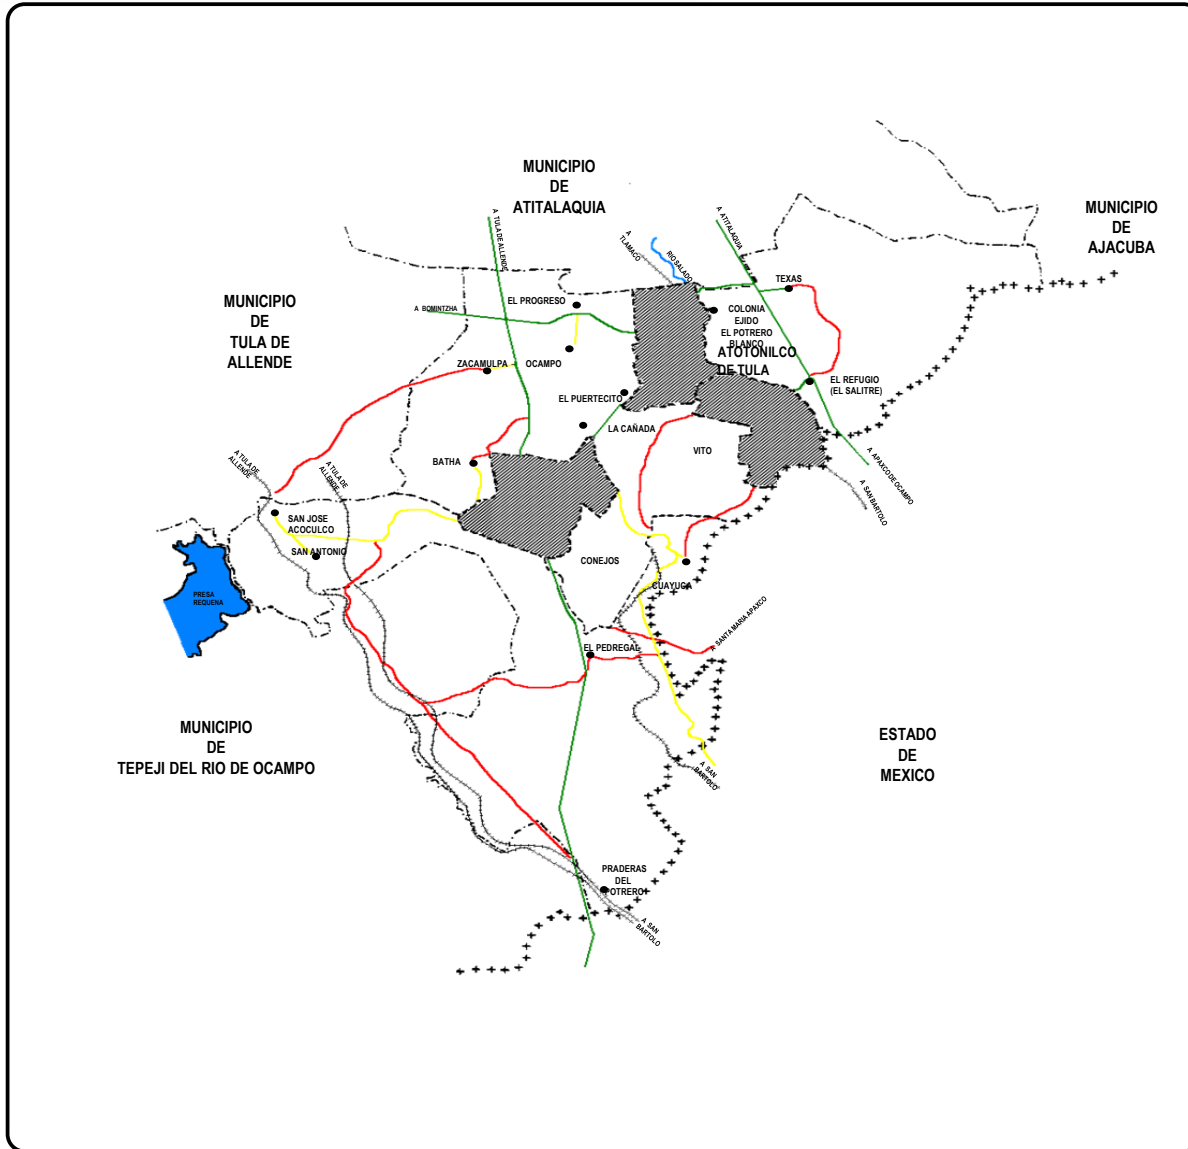 MUNICIPIO
DE
ATITALAQUIA
MUNICIPIO
DE
AJACUBA
MUNICIPIO
DE
TULA DE
ALLENDE
A TULA DE ALLENDE
A
TLAMACO
RIO SALADO
A ATITALAQUIA
TEXAS
EL PROGRESO
A BOMINTZHA
COLONIA
EJIDO
EL POTRERO
BLANCO
ATOTONILCO
DE TULA
ZACAMULPA
OCAMPO
EL REFUGIO
(EL SALITRE)
EL PUERTECITO
LA CAÑADA
VITO
BATHA
A TULA DE
ALLENDE
A TULA DE
ALLENDE
A APAXCO DE OCAMPO
A SAN BARTOLO
SAN JOSE
ACOCULCO
SAN ANTONIO
CONEJOS
CUAYUCA
PRESA
REQUENA
A SANTA MARIA APAXCO
EL PEDREGAL
MUNICIPIO
DE
TEPEJI DEL RIO DE OCAMPO
ESTADO
DE
MEXICO
A SAN
BARTOLO
PRADERAS
DEL
POTRERO
A SAN
BARTOLO